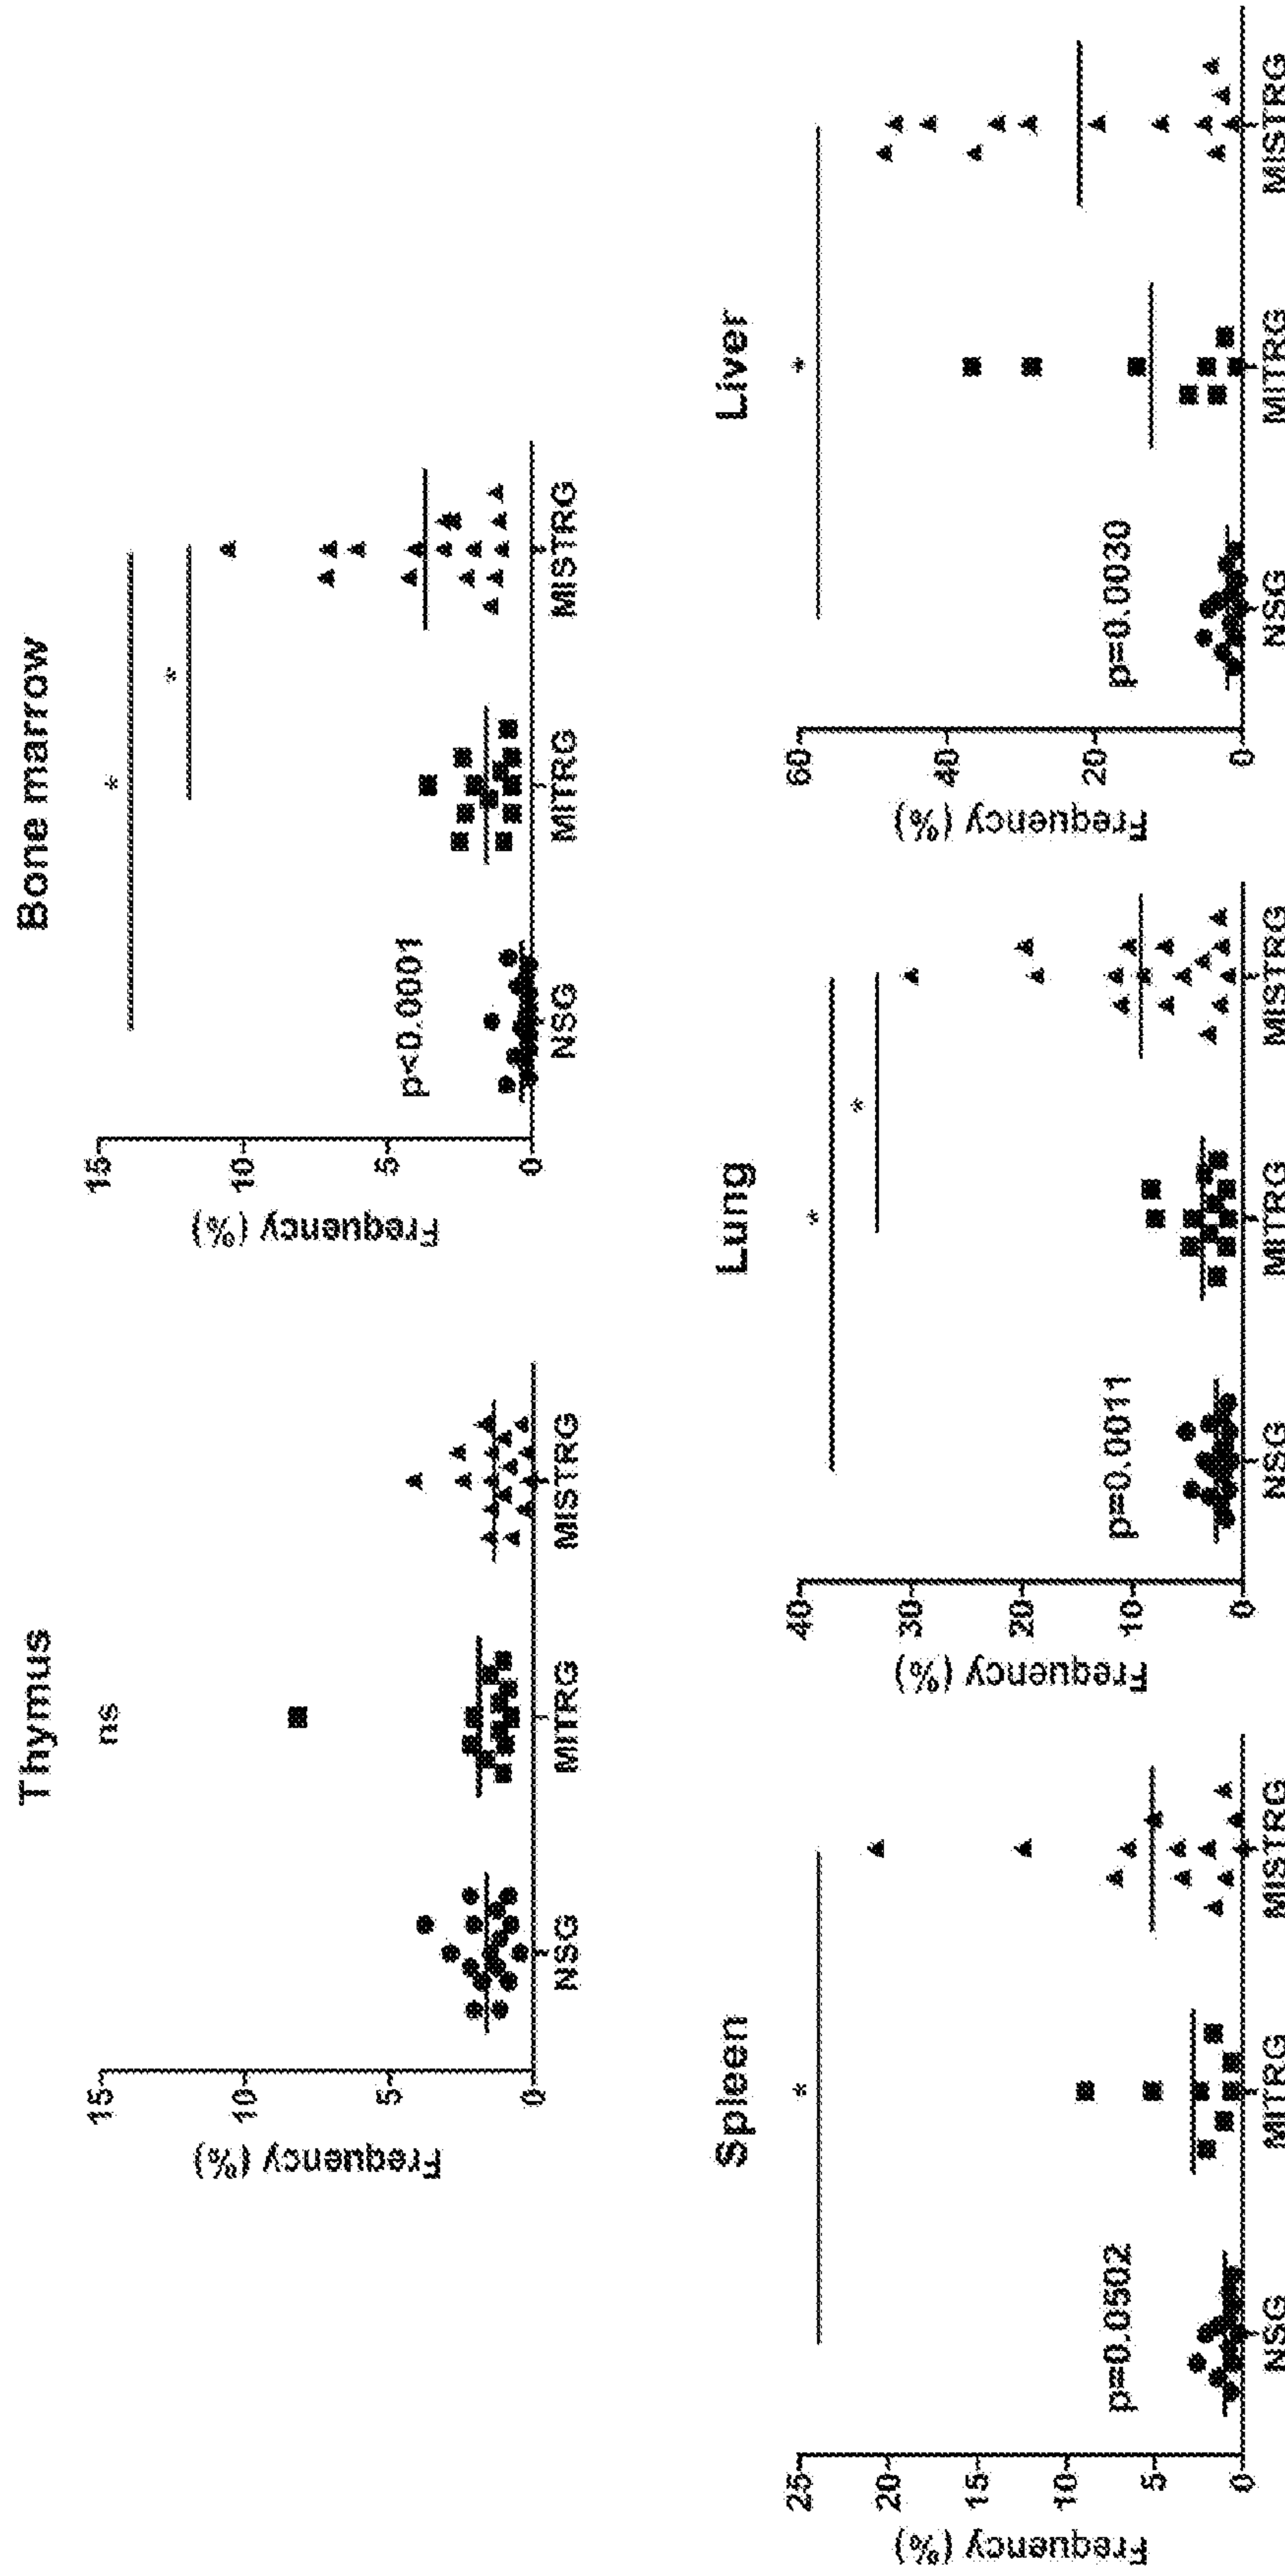 Thymus
ns
Frequency (%)
15
10
5
0
NSG MITRG MISTRG
Bone marrow
*
*
p<0.0001
Frequency (%)
15
10
5
0
NSG MITRG MISTRG
Spleen
*
p=0.0502
Frequency (%)
25
20
15
10
5
0
NSG MITRG MISTRG
Lung
*
*
p=0.0011
Frequency (%)
40
30
20
10
0
NSG MITRG MISTRG
Liver
*
p=0.0030
Frequency (%)
60
40
20
0
NSG MITRG MISTRG